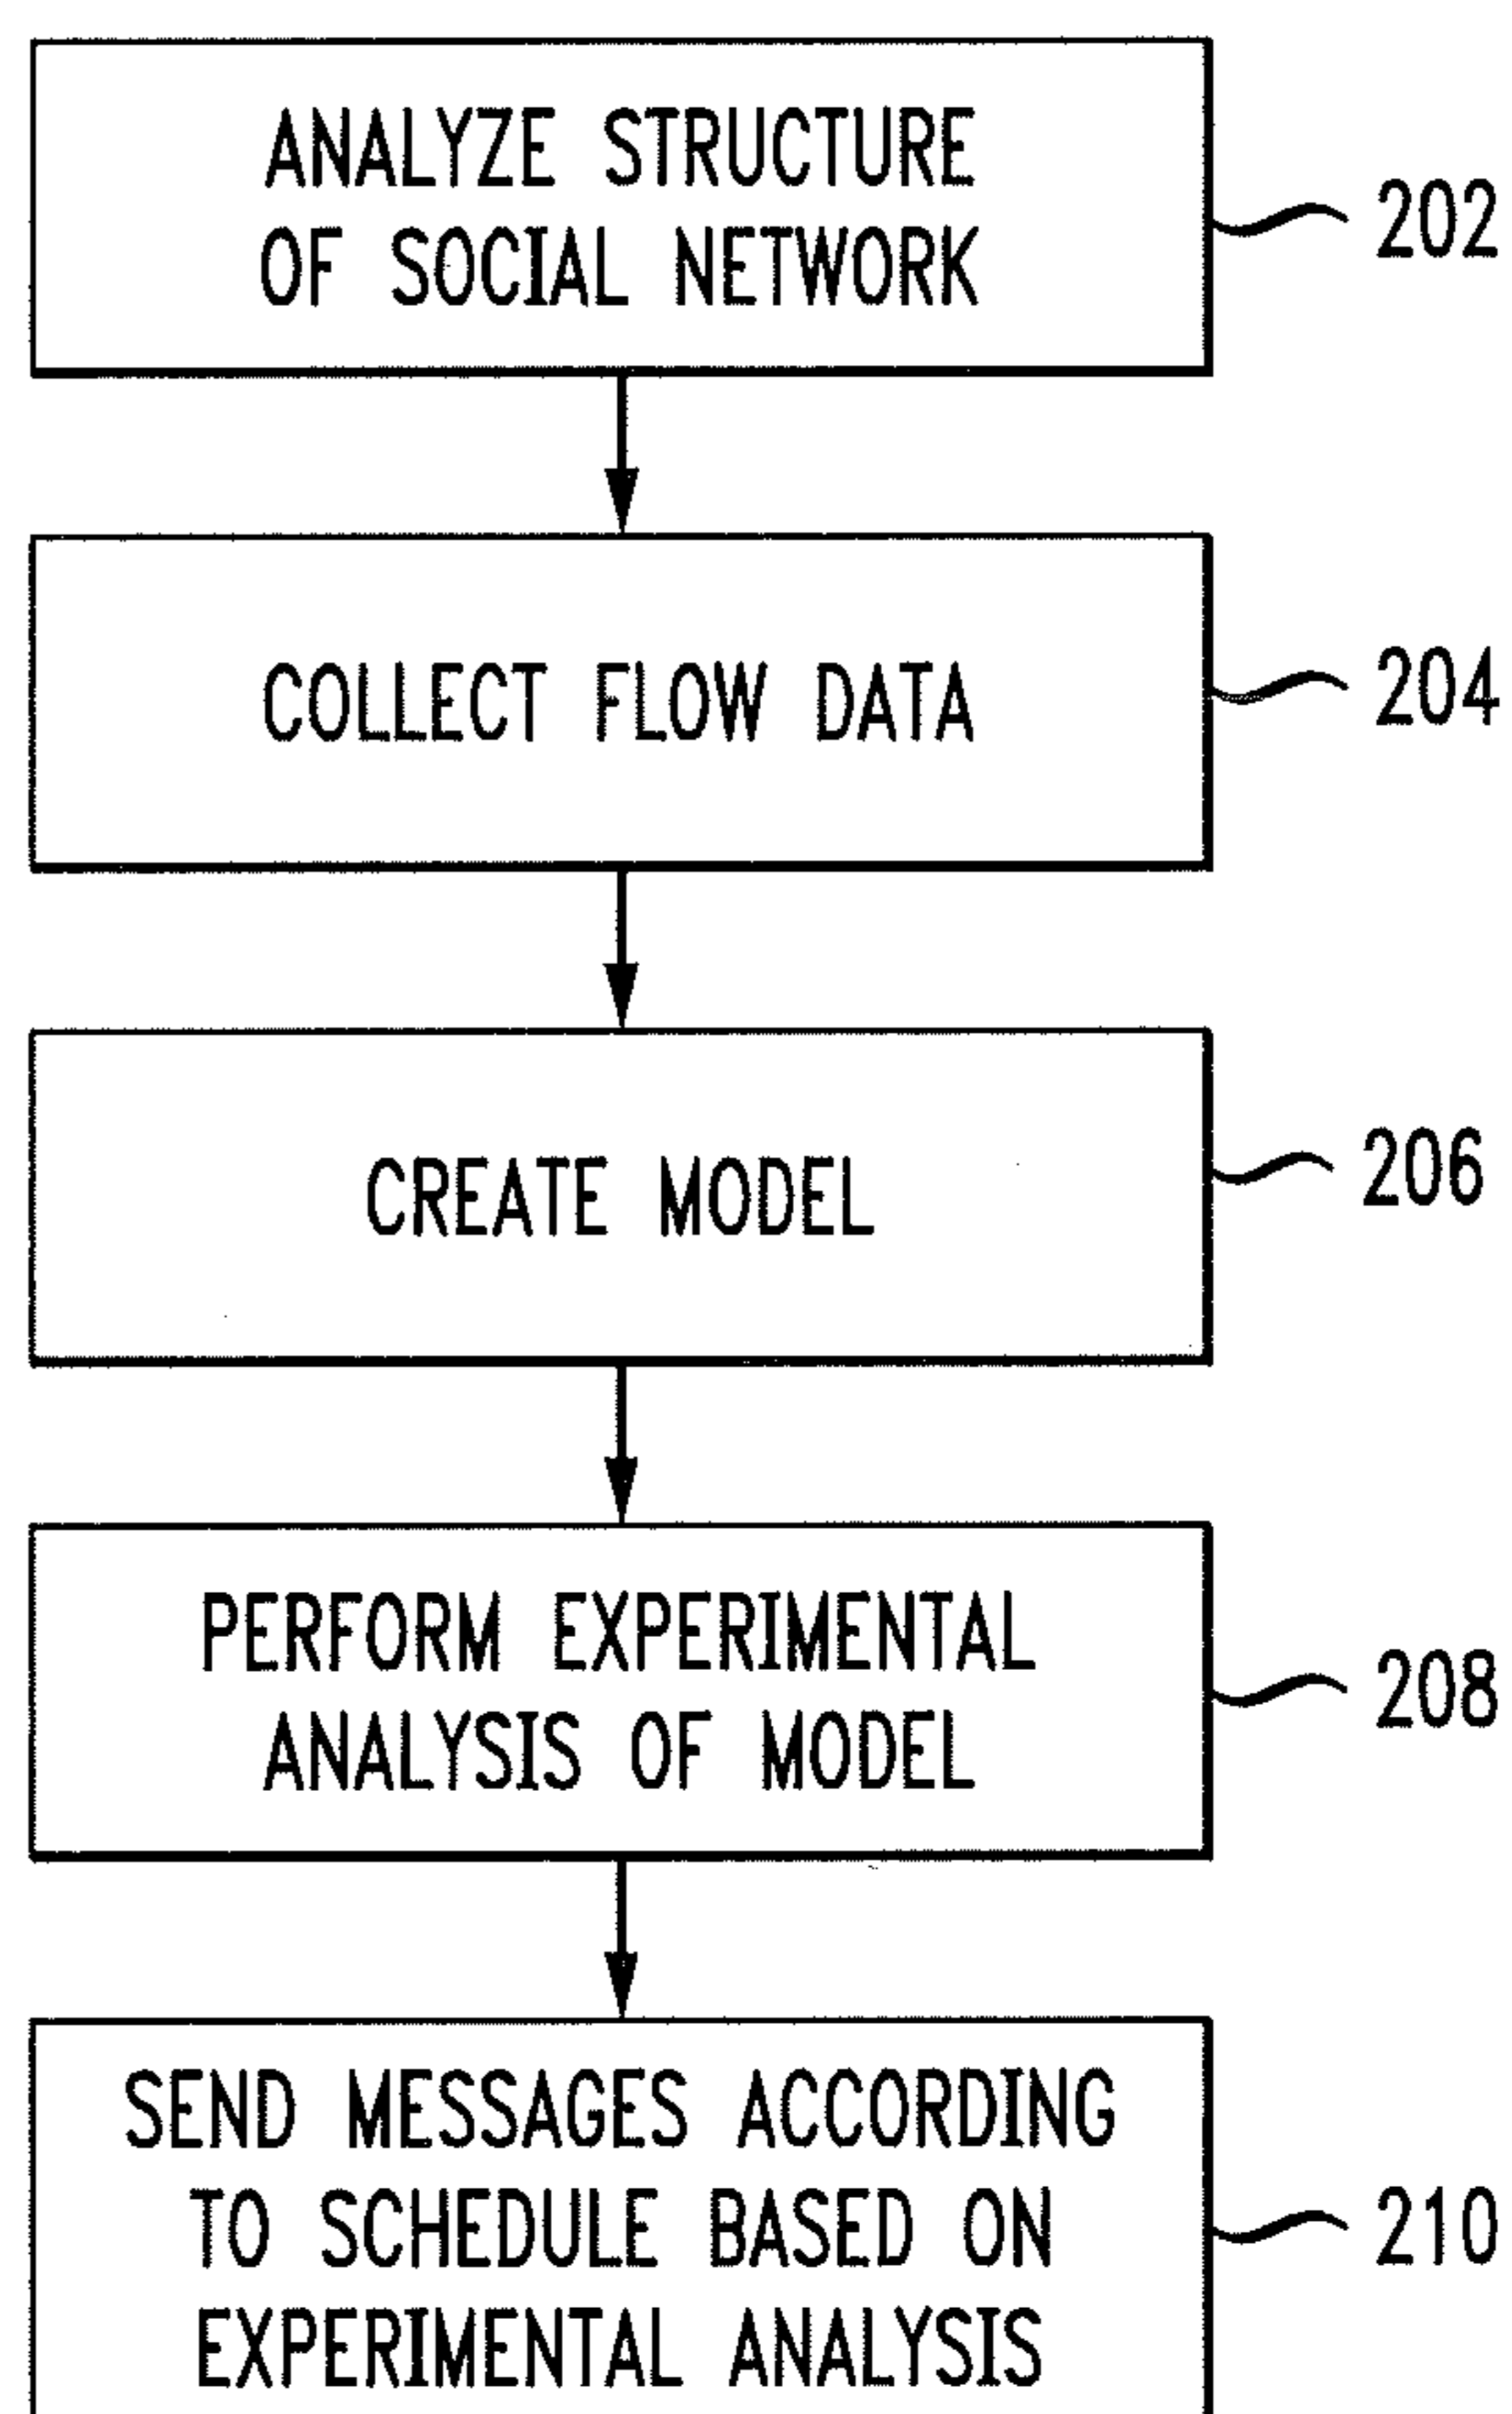 ANALYZE STRUCTURE
OF SOCIAL NETWORK
202
COLLECT FLOW DATA
204
CREATE MODEL
206
PERFORM EXPERIMENTAL
ANALYSIS OF MODEL
208
SEND MESSAGES ACCORDING
TO SCHEDULE BASED ON
EXPERIMENTAL ANALYSIS
210